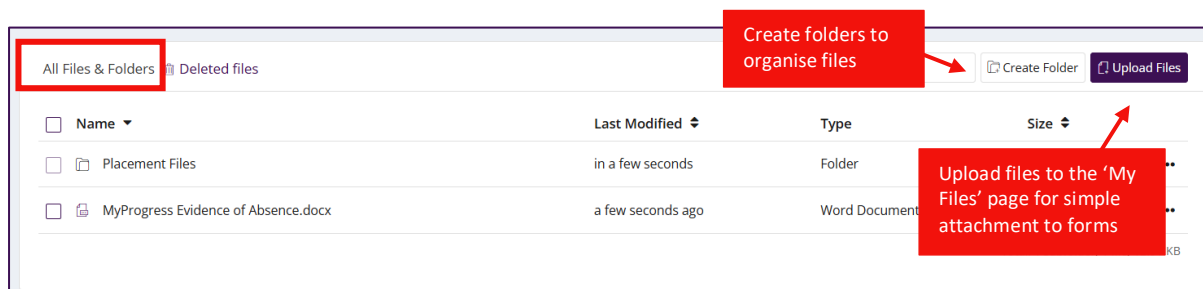 Create folders to
organise files
All Files & Folders
Deleted files
Create Folder
Upload Files
Name
Last Modified
Type
Size
Placement Files
in a few seconds
Folder
MyProgress Evidence of Absence.docx
a few seconds ago
Word Document
Upload files to the ‘My
Files’ page for simple
attachment to forms
KB